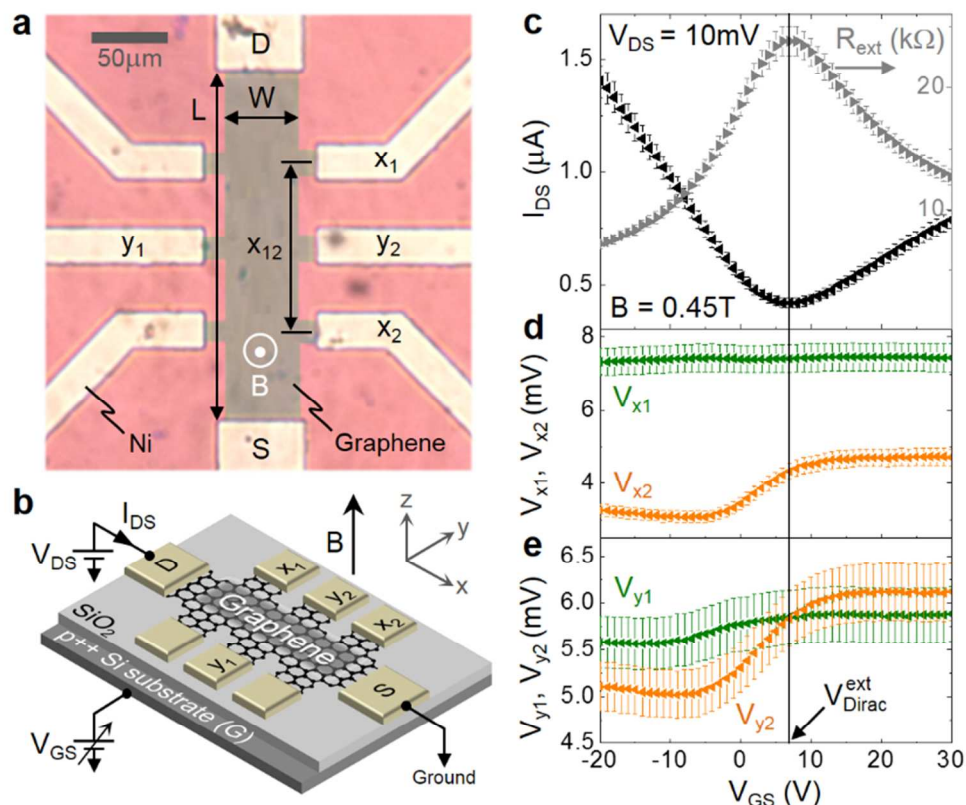 a
50μm
D
L
W
x1
y1
x12
y2
x2
B
Ni
S
Graphene
b
IDS
VDS
D
x1
y2
x2
B
z
y
x
Graphene
SiO2
y1
S
p++ Si substrate (G)
VGS
Ground
c
VDS = 10mV
Rext (kΩ)
1.5
20
1.0
IDS (μA)
10
0.5
B = 0.45T
d
8
Vx1
6
Vx1, Vx2 (mV)
4
Vx2
2
e
6.5
Vy1
6.0
Vy1, Vy2 (mV)
5.5
5.0
Vy2
VDirac^ext
4.5
-20 -10 0 10 20 30
VGS (V)